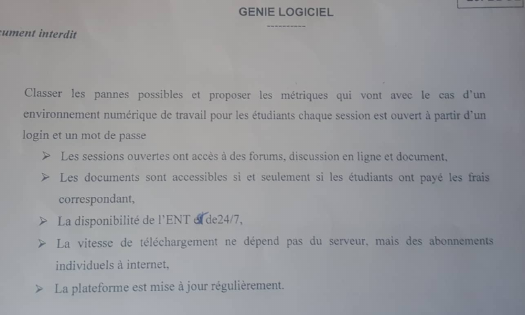 GENIE LOGICIEL
----------
cument interdit
Classer les pannes possibles et proposer les métriques qui vont avec le cas d'un
environnement numérique de travail pour les étudiants chaque session est ouvert à partir d'un
login et un mot de passe
➢ Les sessions ouvertes ont accès à des forums, discussion en ligne et document,
➢ Les documents sont accessibles si et seulement si les étudiants ont payé les frais
correspondant,
➢ La disponibilité de l'ENT de24/7,
➢ La vitesse de téléchargement ne dépend pas du serveur, mais des abonnements
individuels à internet,
➢ La plateforme est mise à jour régulièrement.